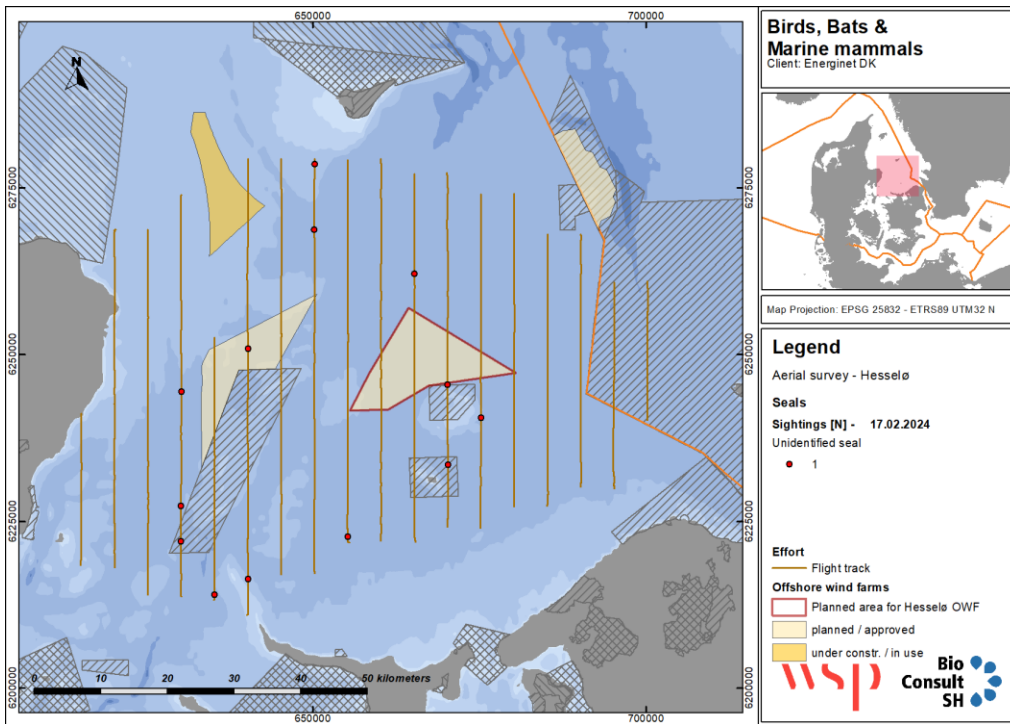 650000
700000
N
6275000
6275000
6250000
6250000
6225000
6225000
6200000
6200000
0 10 20 30 40 50 kilometers
650000
700000
Birds, Bats &
Marine mammals
Client: Energinet DK
Map Projection: EPSG 25832 - ETRS89 UTM32 N
Legend
Aerial survey - Hesselø
Seals
Sightings [N] - 17.02.2024
Unidentified seal
1
Effort
Flight track
Offshore wind farms
Planned area for Hesselø OWF
planned / approved
under constr. / in use
wsp
Bio
Consult
SH